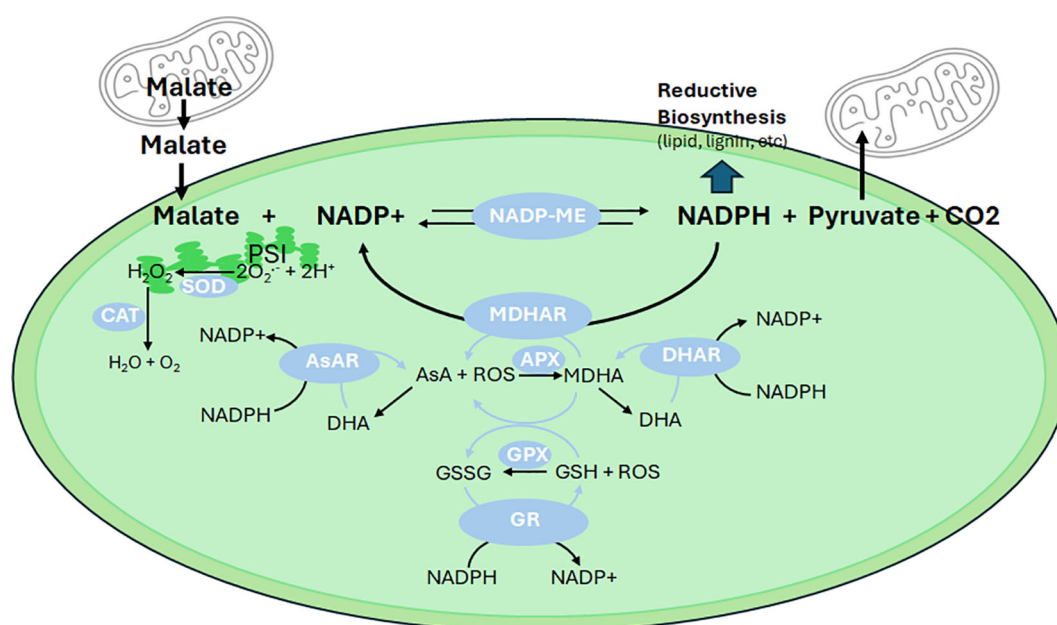 Malate
Malate
Reductive
Biosynthesis
(lipid, lignin, etc)
Malate + NADP+ NADP-ME NADPH + Pyruvate + CO2
PSI
H₂O₂ 2O₂˙⁻ + 2H⁺
SOD
CAT
MDHAR
NADP+
NADP+
H₂O + O₂
AsAR
APX
DHAR
AsA + ROS
MDHA
NADPH
NADPH
DHA
DHA
GPX
GSSG
GSH + ROS
GR
NADPH
NADP+